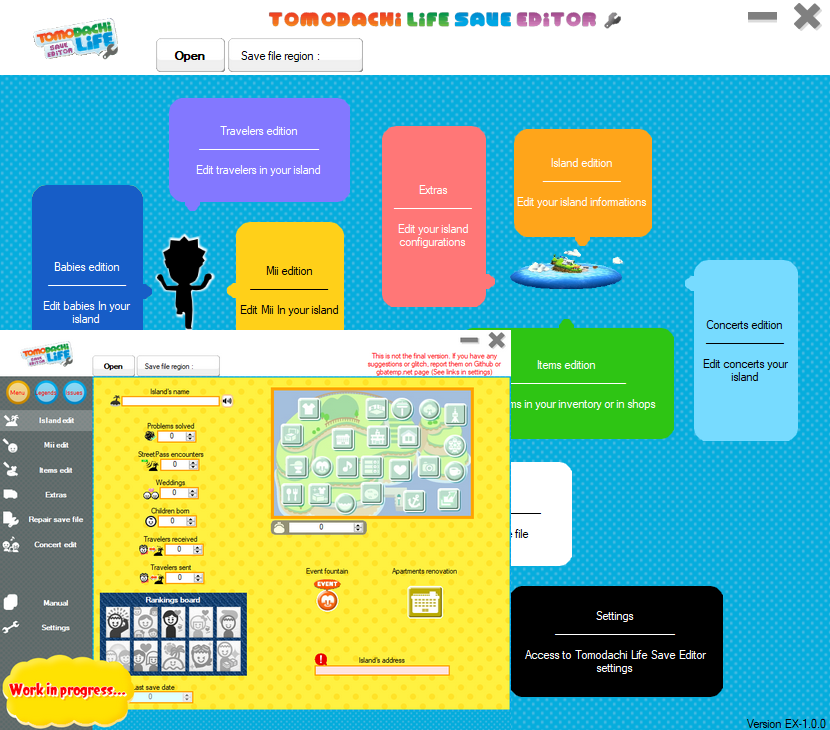 TOMODACHi LiFE SAVE EDiTOR
TOMODACHi
SAVE
EDITOR
LiFE
Open
Save file region :
Travelers edition
Edit travelers in your island
Extras
Edit your island
configurations
Island edition
Edit your island informations
Babies edition
Edit babies In your
island
Mii edition
Edit Mii In your island
Concerts edition
Edit concerts your
island
Items edition
ms in your inventory or in shops
e file
Settings
Access to Tomodachi Life Save Editor
settings
Version EX-1.0.0
TOMODACHi
SAVE
EDITOR
LiFE
Open
Save file region :
This is not the final version. If you have any
suggestions or glitch, report them on Github or
gbatemp.net page (See links in settings)
Menu
Legends
Issues
Island edit
Mii edit
Items edit
Extras
Repair save file
Concert edit
Manual
Settings
Work in progress...
Island's name
Problems solved
0
StreetPass encounters
0
Weddings
0
Children born
0
Travelers received
0
Travelers sent
0
Rankings board
Last save date
0
0
Event fountain
EVENT
Apartments renovation
Island's address